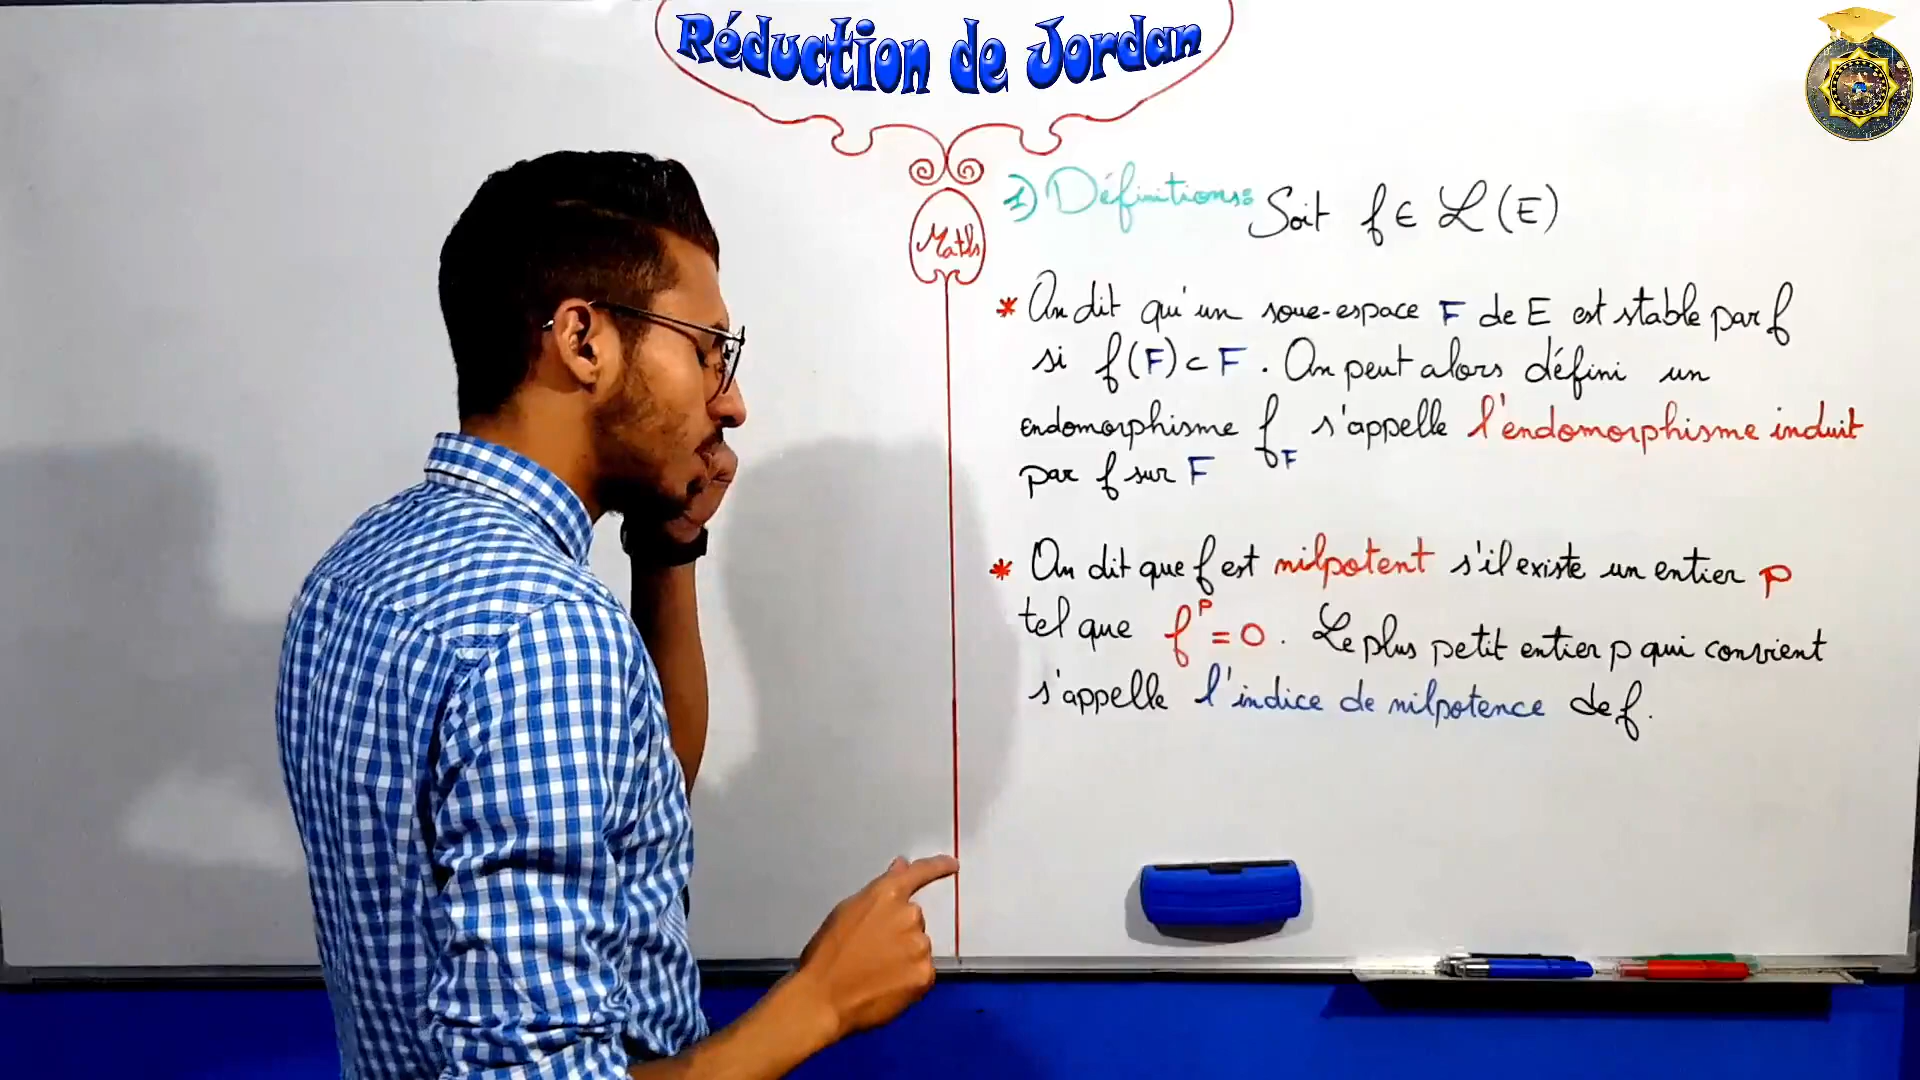 Réduction de Jordan
Maths
1) Définitions: Soit f ∈ L(E)
* On dit qu'un sous-espace F de E est stable par f
si f(F) ⊂ F. On peut alors défini un
endomorphisme f_F s'appelle l'endomorphisme induit
par f sur F
* On dit que f est nilpotent s'il existe un entier p
tel que f^p = 0. Le plus petit entier p qui convient
s'appelle l'indice de nilpotence de f.